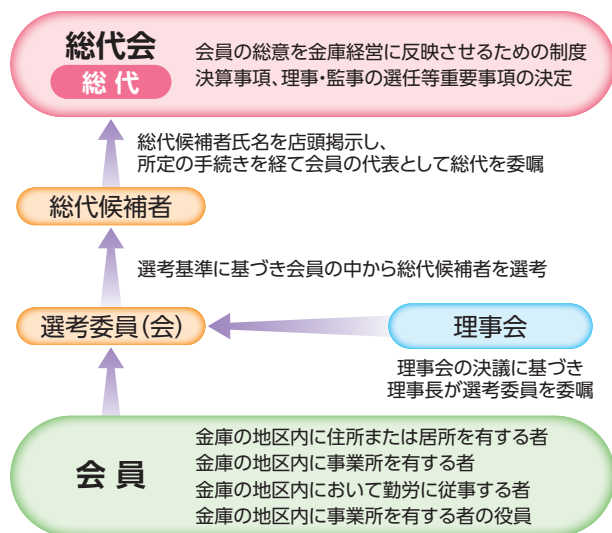 総代会
総代
会員の総意を金庫経営に反映させるための制度
決算事項、理事・監事の選任等重要事項の決定
総代候補者氏名を店頭掲示し、
所定の手続きを経て会員の代表として総代を委嘱
総代候補者
選考基準に基づき会員の中から総代候補者を選考
選考委員(会)
理事会
理事会の決議に基づき
理事長が選考委員を委嘱
会員
金庫の地区内に住所または居所を有する者
金庫の地区内に事業所を有する者
金庫の地区内において勤労に従事する者
金庫の地区内に事業所を有する者の役員